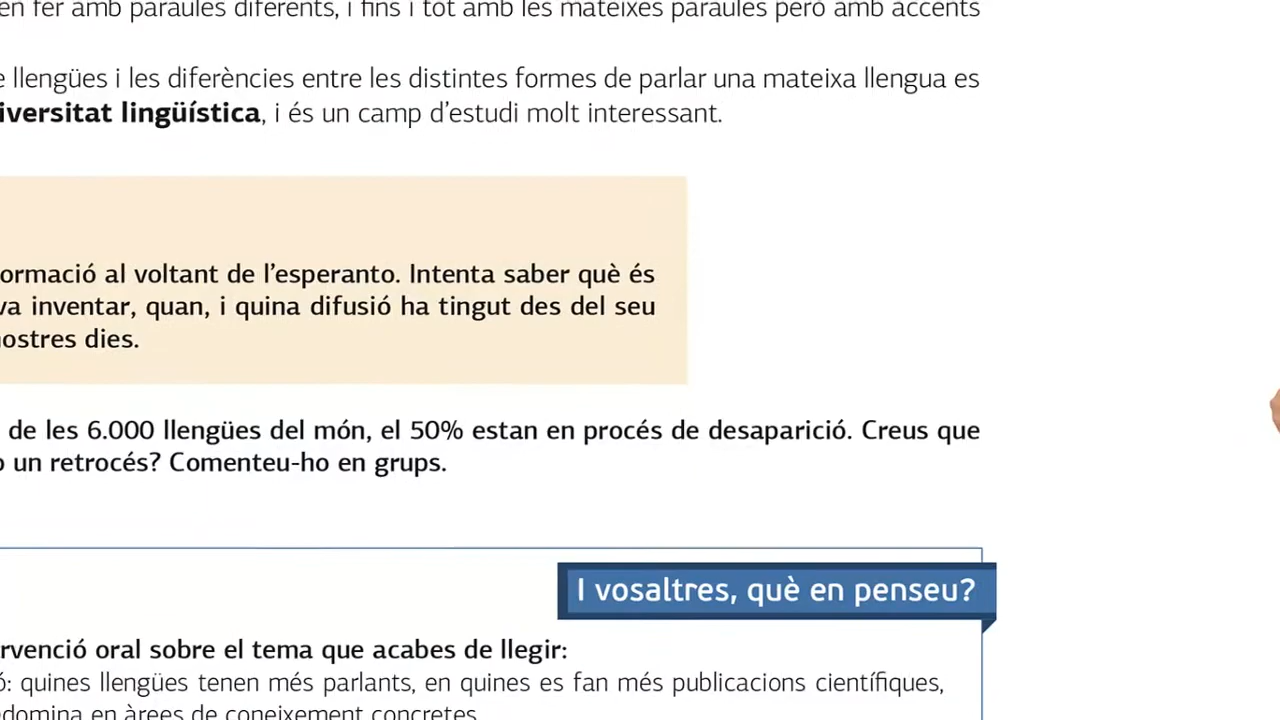 en fer amb paraules diferents, i fins i tot amb les mateixes paraules però amb accents
llengües i les diferències entre les distintes formes de parlar una mateixa llengua es
iversitat lingüística, i és un camp d'estudi molt interessant.
ormació al voltant de l'esperanto. Intenta saber què és
va inventar, quan, i quina difusió ha tingut des del seu
nostres dies.
de les 6.000 llengües del món, el 50% estan en procés de desaparició. Creus que
o un retrocés? Comenteu-ho en grups.
I vosaltres, què en penseu?
rvenció oral sobre el tema que acabes de llegir:
ó: quines llengües tenen més parlants, en quines es fan més publicacions científiques,
edomina en àrees de coneixement concretes